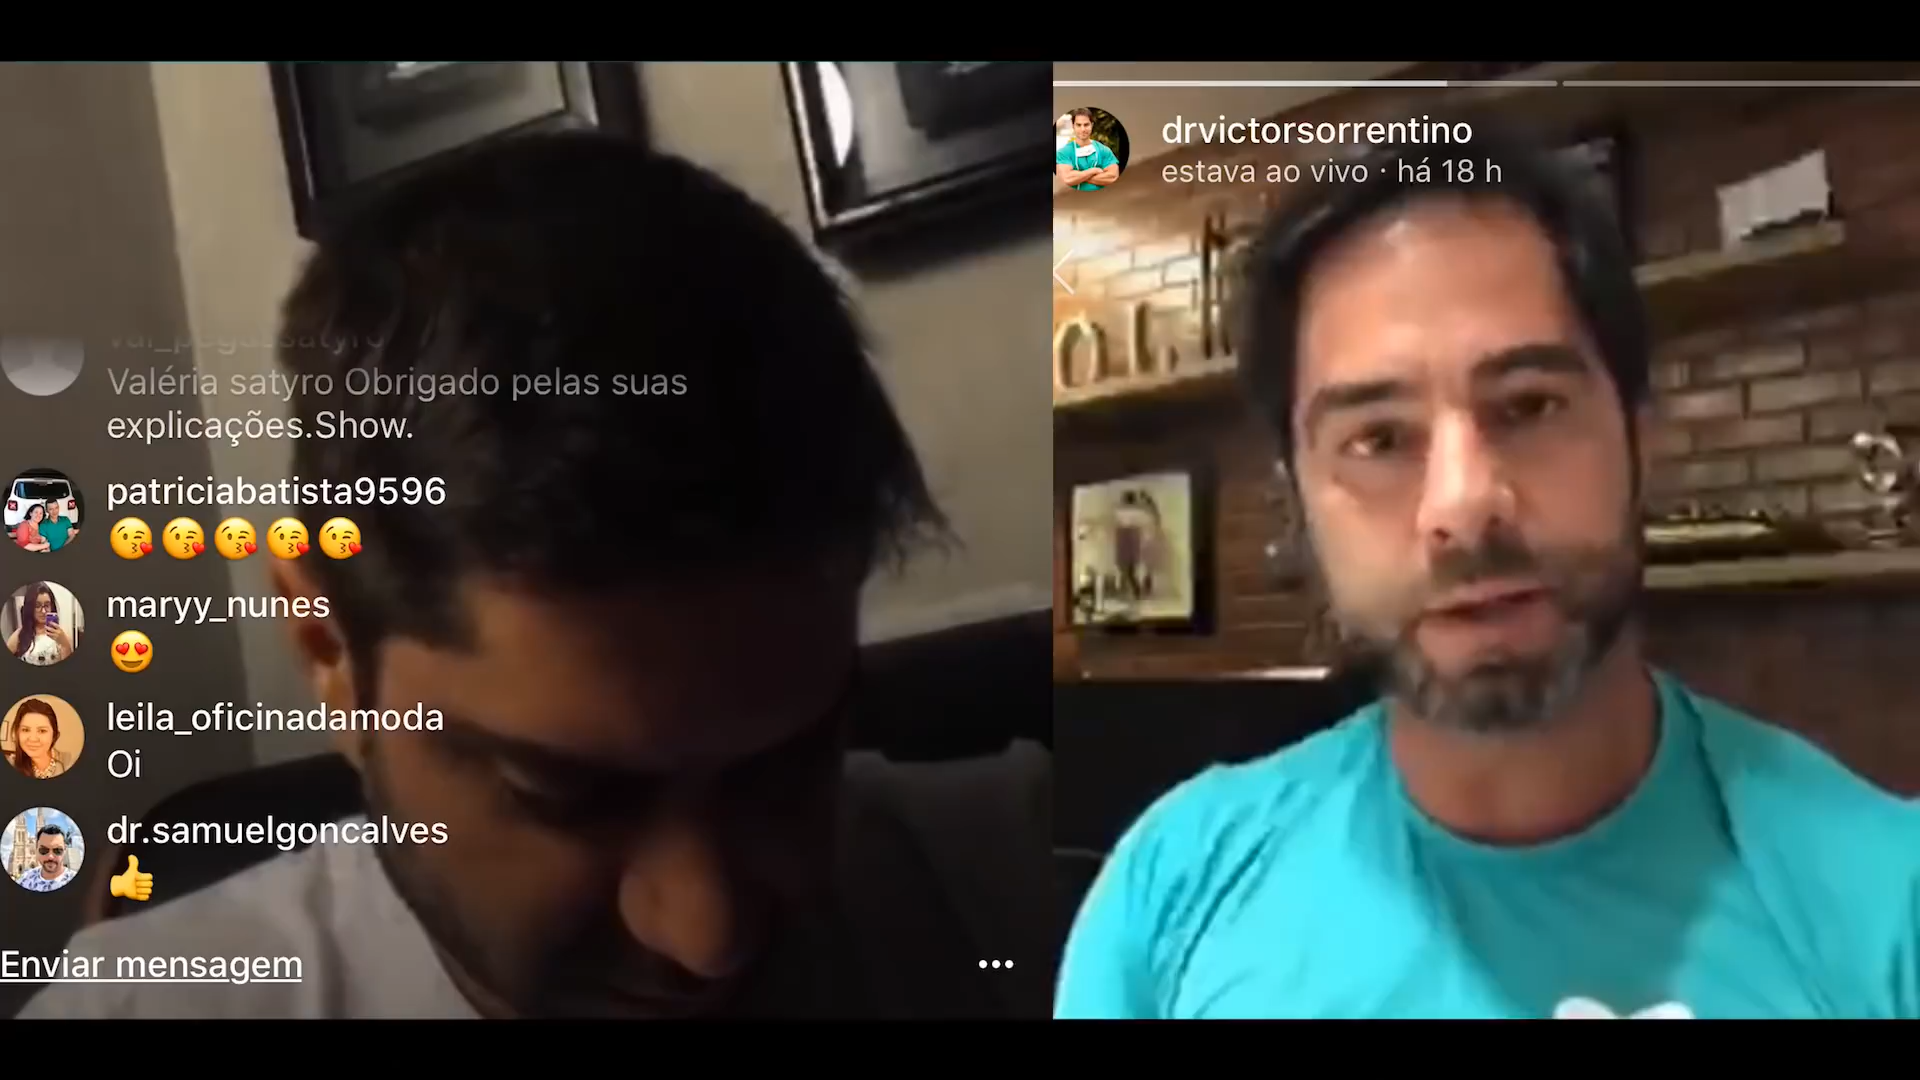 Valéria satyro Obrigado pelas suas
explicações.Show.
patriciabatista9596
😘😘😘😘😘
maryy_nunes
😍
leila_oficinadamoda
Oi
dr.samuelgoncalves
👍
Enviar mensagem
drvictorsorrentino
estava ao vivo · há 18 h